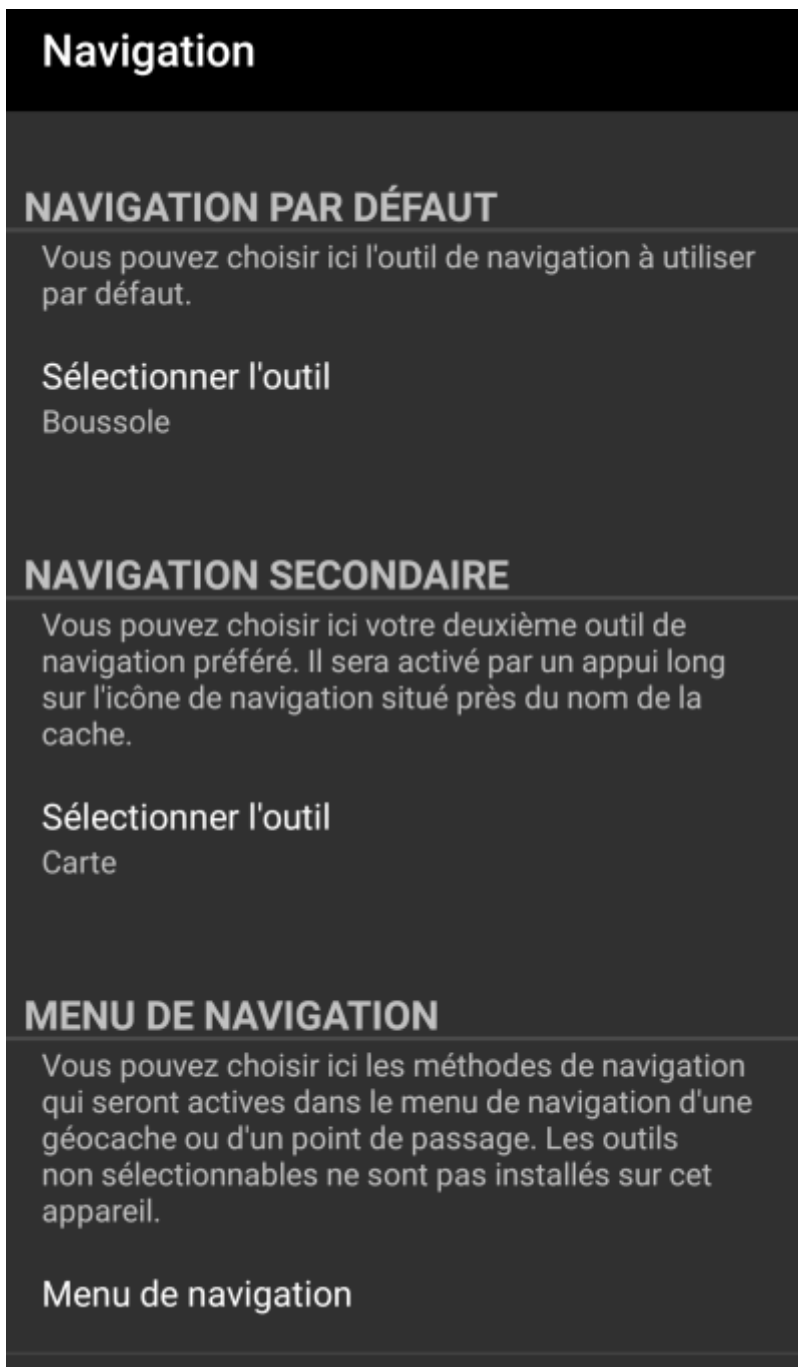 Navigation
NAVIGATION PAR DÉFAUT
Vous pouvez choisir ici l'outil de navigation à utiliser
par défaut.
Sélectionner l'outil
Boussole
NAVIGATION SECONDAIRE
Vous pouvez choisir ici votre deuxième outil de
navigation préféré. Il sera activé par un appui long
sur l'icône de navigation situé près du nom de la
cache.
Sélectionner l'outil
Carte
MENU DE NAVIGATION
Vous pouvez choisir ici les méthodes de navigation
qui seront actives dans le menu de navigation d'une
géocache ou d'un point de passage. Les outils
non sélectionnables ne sont pas installés sur cet
appareil.
Menu de navigation